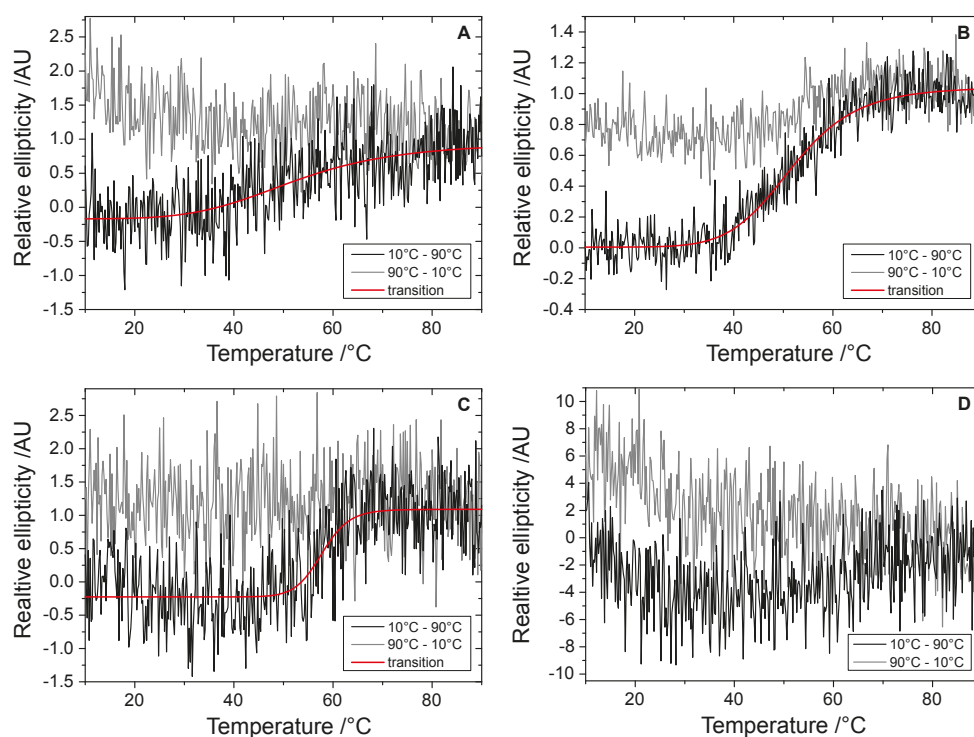 A
Relative ellipticity /AU
2.5
2.0
1.5
1.0
0.5
0.0
-0.5
-1.0
-1.5
10°C - 90°C
90°C - 10°C
transition
20 40 60 80
Temperature /°C
B
Relative ellipticity /AU
1.4
1.2
1.0
0.8
0.6
0.4
0.2
0.0
-0.2
-0.4
10°C - 90°C
90°C - 10°C
transition
20 40 60 80
Temperature /°C
C
Realtive ellipticity /AU
2.5
2.0
1.5
1.0
0.5
0.0
-0.5
-1.0
-1.5
10°C - 90°C
90°C - 10°C
transition
20 40 60 80
Temperature /°C
D
Realtive ellipticity /AU
10
8
6
4
2
0
-2
-4
-6
-8
-10
10°C - 90°C
90°C - 10°C
20 40 60 80
Temperature /°C